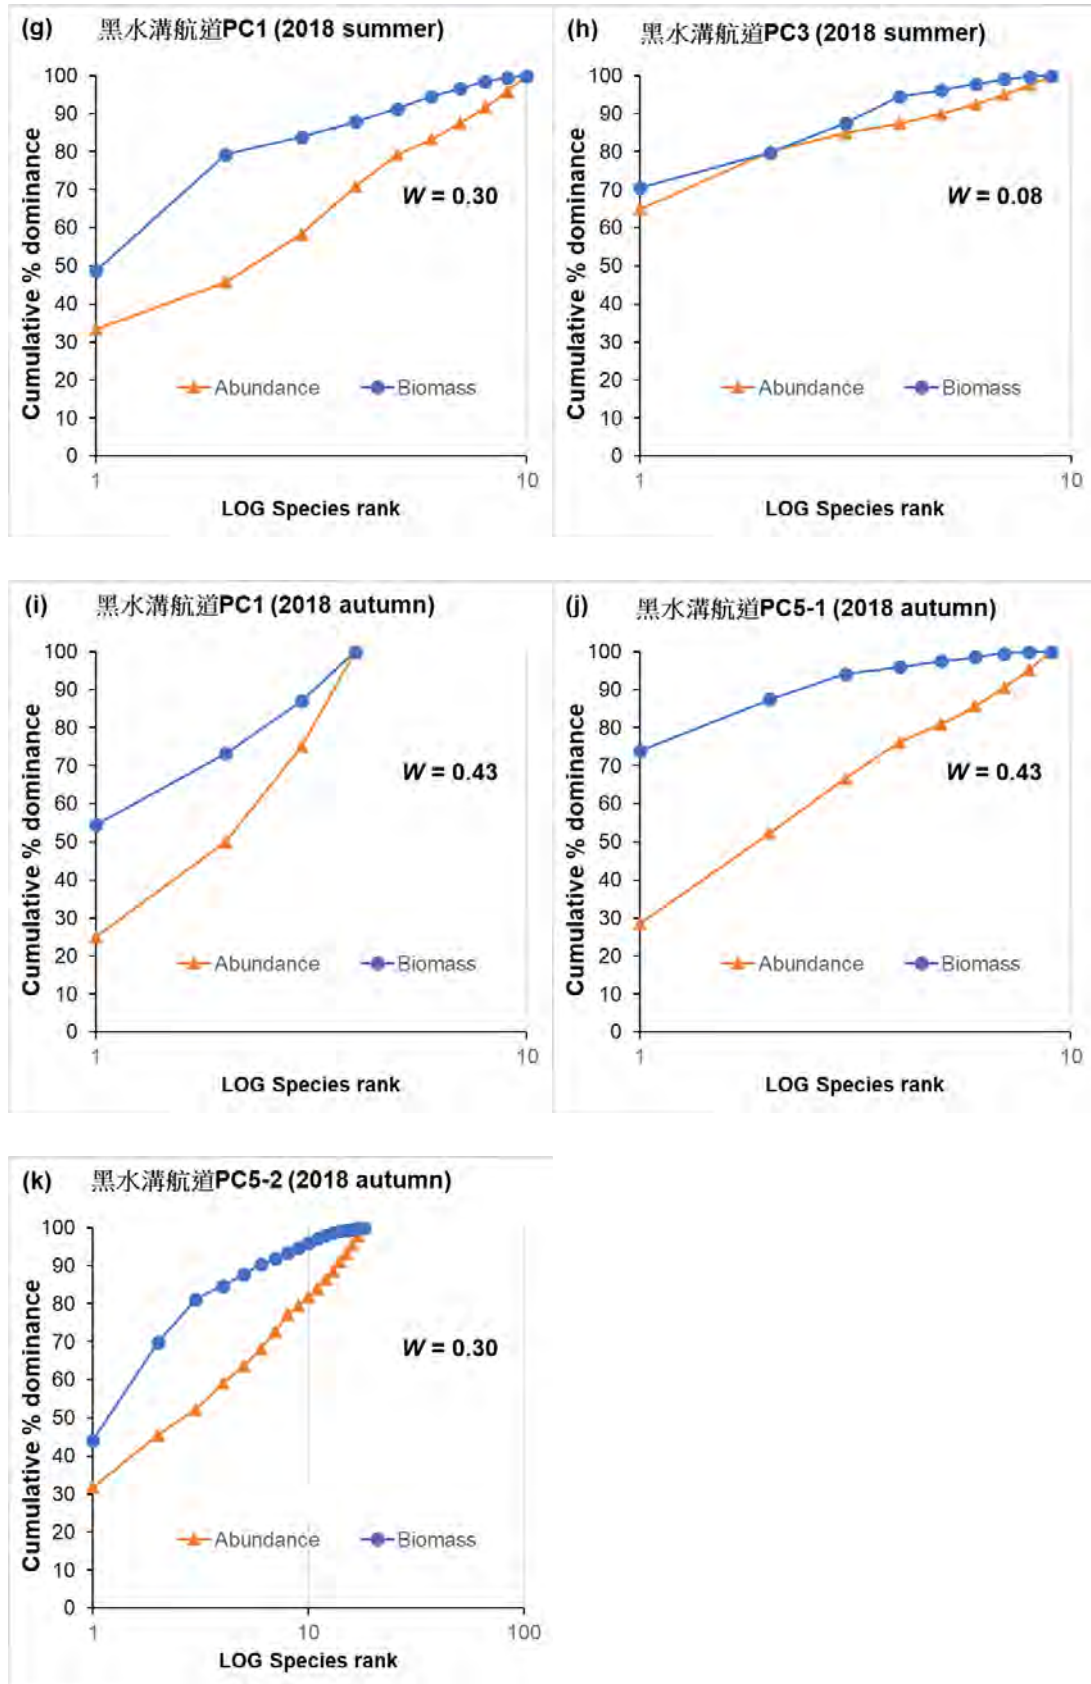 (g) 黑水溝航道PC1 (2018 summer)
100
90
80
70
60
50
40
30
20
10
0
Cumulative % dominance
W = 0.30
Abundance
Biomass
1
10
LOG Species rank
(h) 黑水溝航道PC3 (2018 summer)
100
90
80
70
60
50
40
30
20
10
0
Cumulative % dominance
W = 0.08
Abundance
Biomass
1
10
LOG Species rank
(i) 黑水溝航道PC1 (2018 autumn)
100
90
80
70
60
50
40
30
20
10
0
Cumulative % dominance
W = 0.43
Abundance
Biomass
1
10
LOG Species rank
(j) 黑水溝航道PC5-1 (2018 autumn)
100
90
80
70
60
50
40
30
20
10
0
Cumulative % dominance
W = 0.43
Abundance
Biomass
1
10
LOG Species rank
(k) 黑水溝航道PC5-2 (2018 autumn)
100
90
80
70
60
50
40
30
20
10
0
Cumulative % dominance
W = 0.30
Abundance
Biomass
1
10
100
LOG Species rank